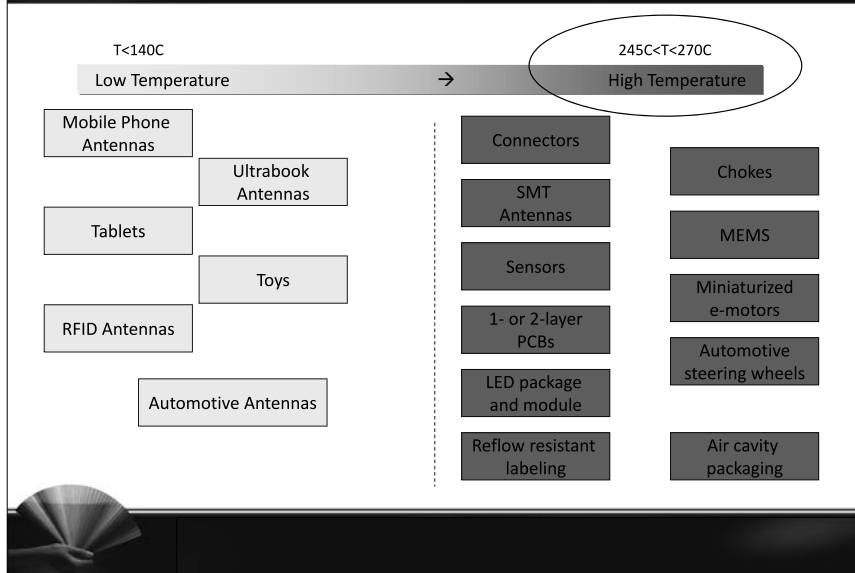 T<140C
245C<T<270C
Low Temperature
→
High Temperature
Mobile Phone
Antennas
Ultrabook
Antennas
Tablets
Toys
RFID Antennas
Automotive Antennas
Connectors
SMT
Antennas
Sensors
1- or 2-layer
PCBs
LED package
and module
Reflow resistant
labeling
Chokes
MEMS
Miniaturized
e-motors
Automotive
steering wheels
Air cavity
packaging